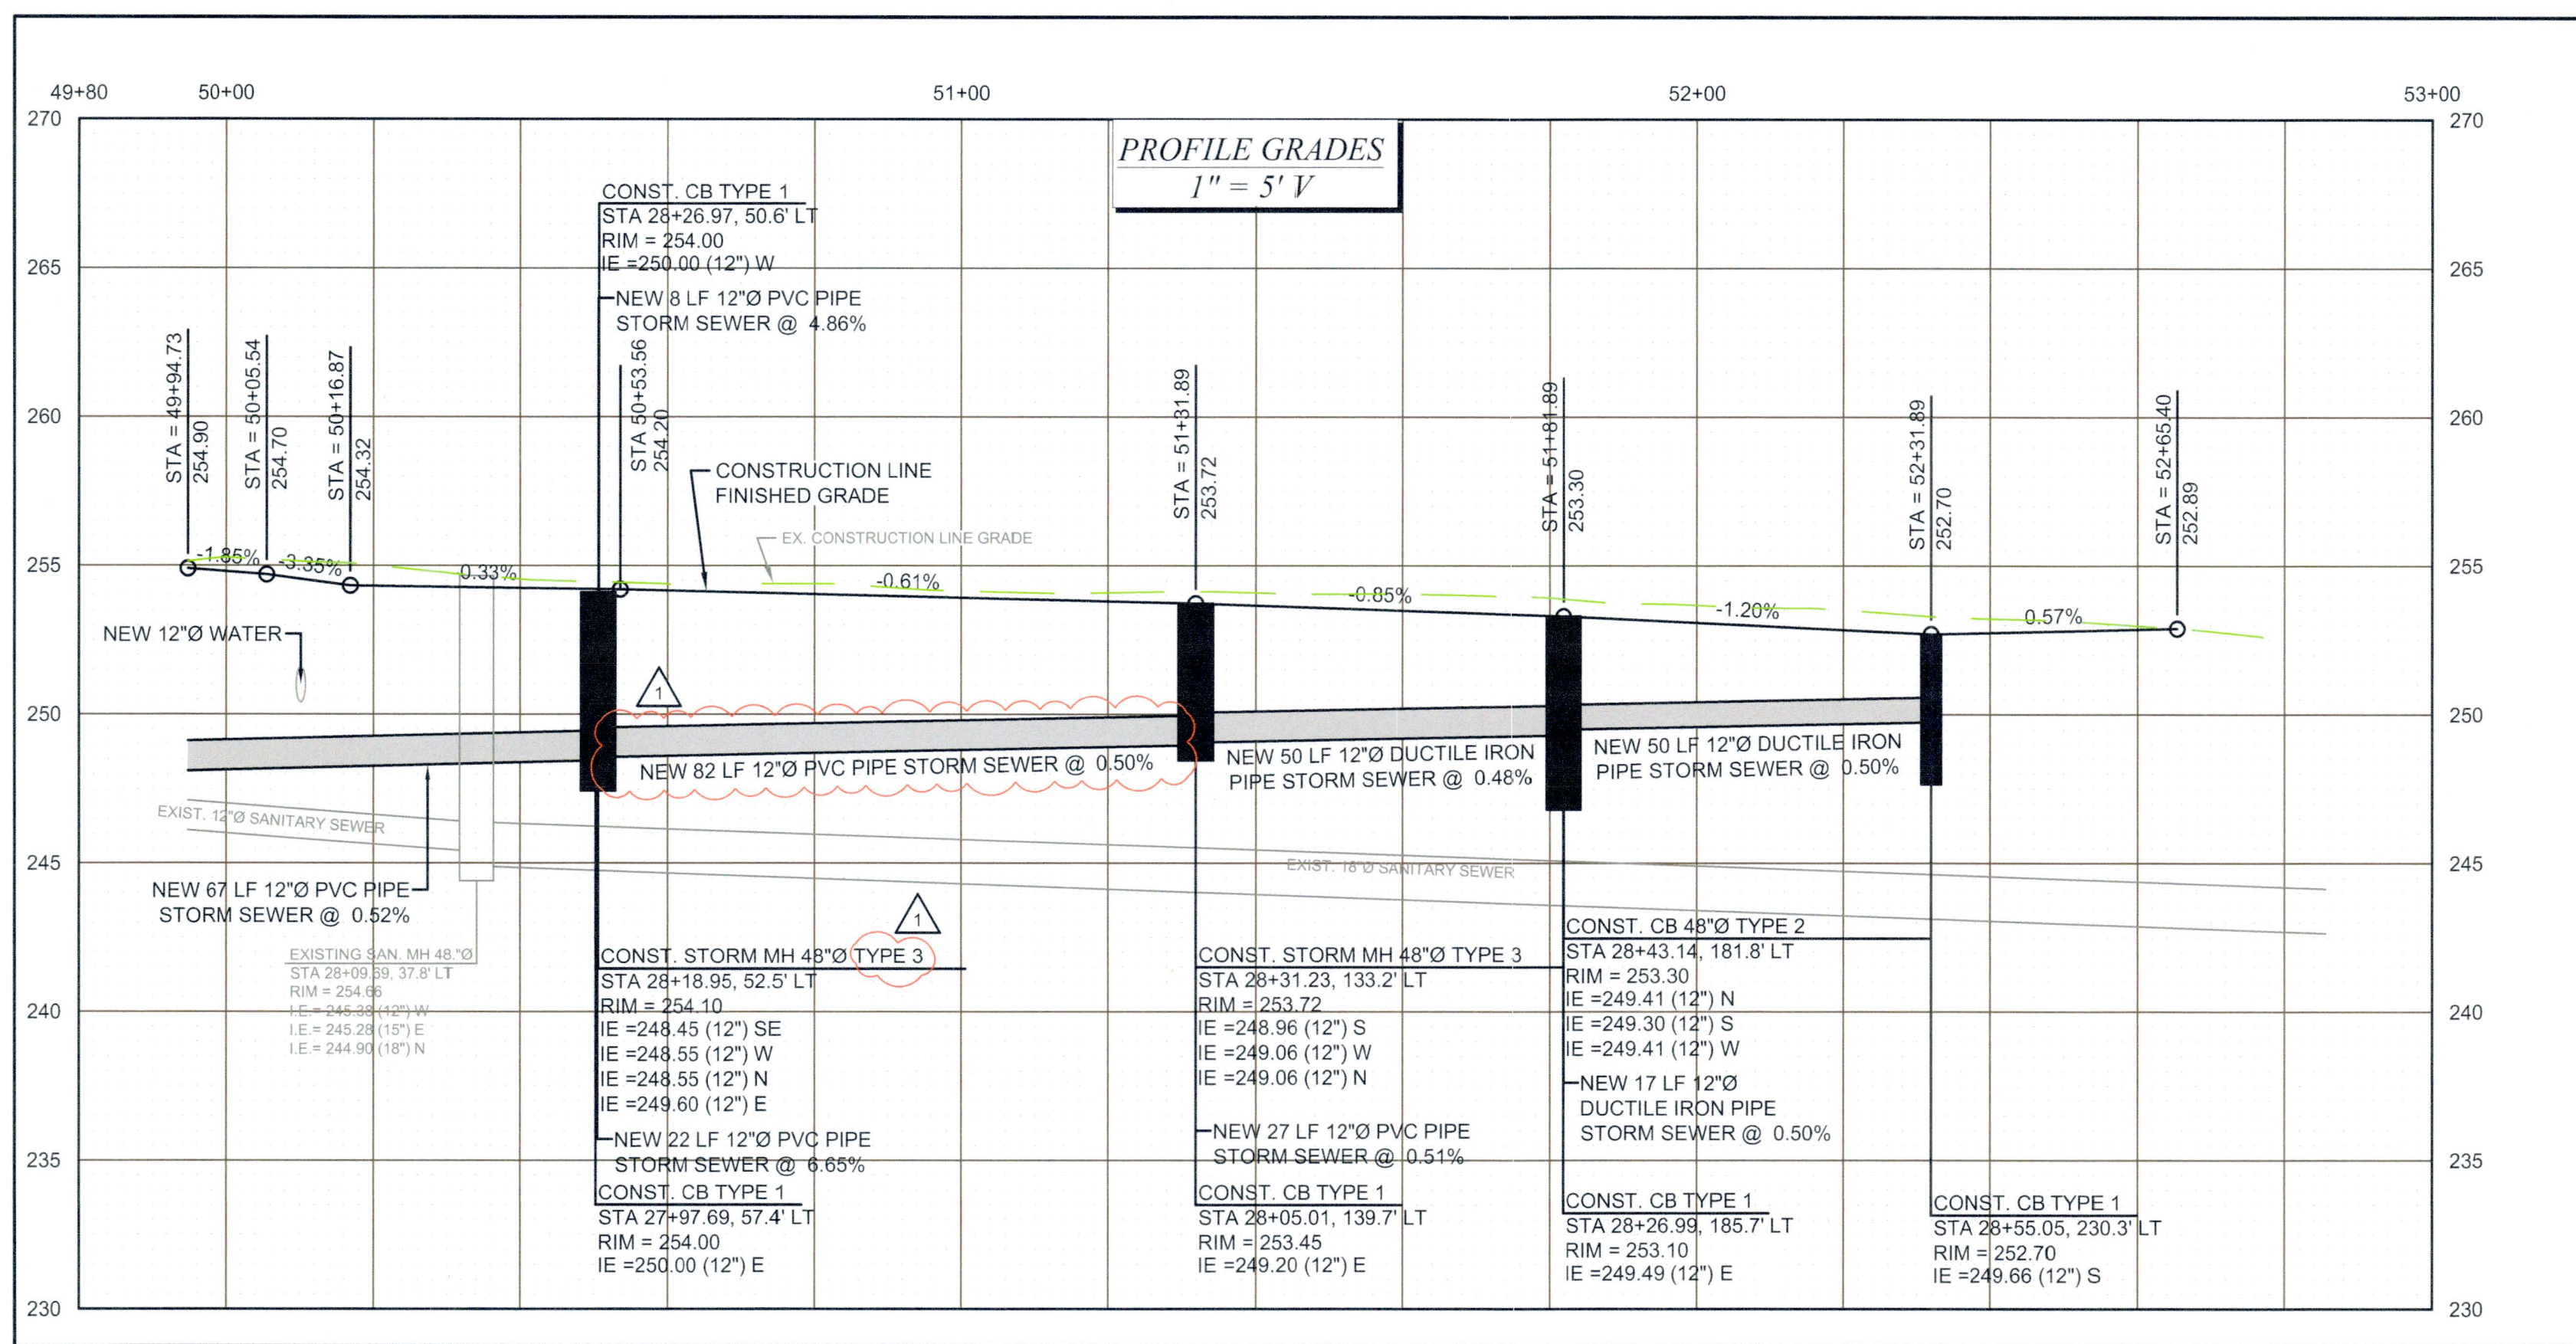 49+80 50+00 51+00 52+00 53+00
270 270
PROFILE GRADES
1" = 5' V
CONST. CB TYPE 1
STA 28+26.97, 50.6' LT
RIM = 254.00
IE =250.00 (12") W
265 265
NEW 8 LF 12"Ø PVC PIPE
STORM SEWER @ 4.86%
STA = 49+94.73
254.90
STA = 50+05.54
254.70
STA = 50+16.87
254.32
STA 50+53.56
254.20
STA = 51+31.89
253.72
STA = 51+81.89
253.30
STA = 52+31.89
252.70
STA = 52+65.40
252.89
260 260
CONSTRUCTION LINE
FINISHED GRADE
EX. CONSTRUCTION LINE GRADE
255 255
-1.85% -3.35% 0.33% -0.61% -0.85% -1.20% 0.57%
NEW 12"Ø WATER
1
250 250
NEW 82 LF 12"Ø PVC PIPE STORM SEWER @ 0.50%
NEW 50 LF 12"Ø DUCTILE IRON
PIPE STORM SEWER @ 0.48%
NEW 50 LF 12"Ø DUCTILE IRON
PIPE STORM SEWER @ 0.50%
EXIST. 12"Ø SANITARY SEWER
245 245
EXIST. 18"Ø SANITARY SEWER
NEW 67 LF 12"Ø PVC PIPE
STORM SEWER @ 0.52%
1
EXISTING SAN. MH 48."Ø
STA 28+09.69, 37.8' LT
RIM = 254.66
I.E.= 245.38 (12") W
I.E.= 245.28 (15") E
I.E.= 244.90 (18") N
CONST. STORM MH 48"Ø TYPE 3
STA 28+18.95, 52.5' LT
RIM = 254.10
IE =248.45 (12") SE
IE =248.55 (12") W
IE =248.55 (12") N
IE =249.60 (12") E
NEW 22 LF 12"Ø PVC PIPE
STORM SEWER @ 6.65%
CONST. CB TYPE 1
STA 27+97.69, 57.4' LT
RIM = 254.00
IE =250.00 (12") E
CONST. STORM MH 48"Ø TYPE 3
STA 28+31.23, 133.2' LT
RIM = 253.72
IE =248.96 (12") S
IE =249.06 (12") W
IE =249.06 (12") N
NEW 27 LF 12"Ø PVC PIPE
STORM SEWER @ 0.51%
CONST. CB TYPE 1
STA 28+05.01, 139.7' LT
RIM = 253.45
IE =249.20 (12") E
CONST. CB 48"Ø TYPE 2
STA 28+43.14, 181.8' LT
RIM = 253.30
IE =249.41 (12") N
IE =249.30 (12") S
IE =249.41 (12") W
NEW 17 LF 12"Ø
DUCTILE IRON PIPE
STORM SEWER @ 0.50%
CONST. CB TYPE 1
STA 28+26.99, 185.7' LT
RIM = 253.10
IE =249.49 (12") E
CONST. CB TYPE 1
STA 28+55.05, 230.3' LT
RIM = 252.70
IE =249.66 (12") S
240 240
235 235
230 230